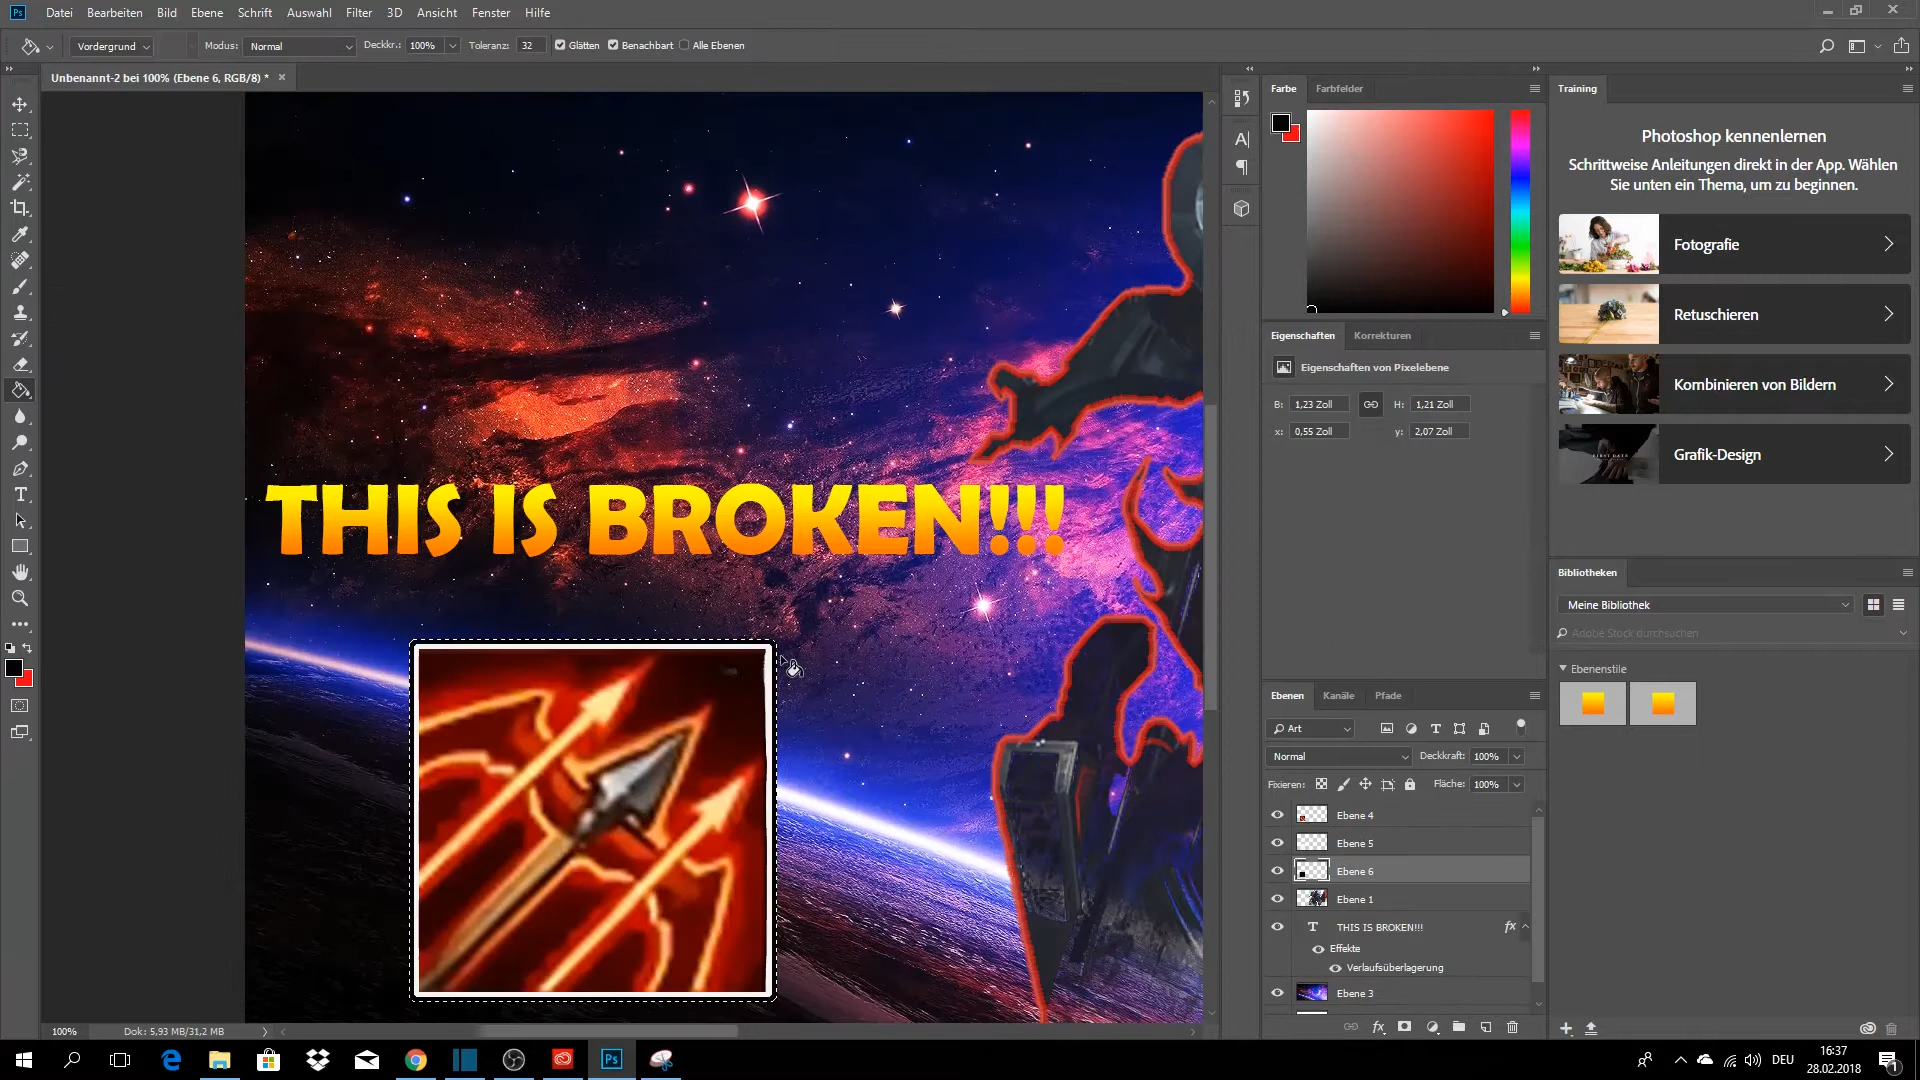 Ps Datei Bearbeiten Bild Ebene Schrift Auswahl Filter 3D Ansicht Fenster Hilfe
Vordergrund Modus: Normal Deckkr.: 100% Toleranz: 32 Glätten Benachbart Alle Ebenen
Unbenannt-2 bei 100% (Ebene 6, RGB/8) *
Farbe Farbfelder
Training
Photoshop kennenlernen
Schrittweise Anleitungen direkt in der App. Wählen
Sie unten ein Thema, um zu beginnen.
Fotografie
Retuschieren
Kombinieren von Bildern
Grafik-Design
Eigenschaften Korrekturen
Eigenschaften von Pixelebene
B: 1,23 Zoll H: 1,21 Zoll
x: 0,55 Zoll y: 2,07 Zoll
THIS IS BROKEN!!!
Bibliotheken
Meine Bibliothek
Adobe Stock durchsuchen
Ebenenstile
Ebenen Kanäle Pfade
Art
Normal Deckkraft: 100%
Fixieren: Fläche: 100%
Ebene 4
Ebene 5
Ebene 6
Ebene 1
T THIS IS BROKEN!!! fx
Effekte
Verlaufsüberlagerung
Ebene 3
fx
100% Dok: 5,93 MB/31,2 MB
Ps
DEU
16:37
28.02.2018
1